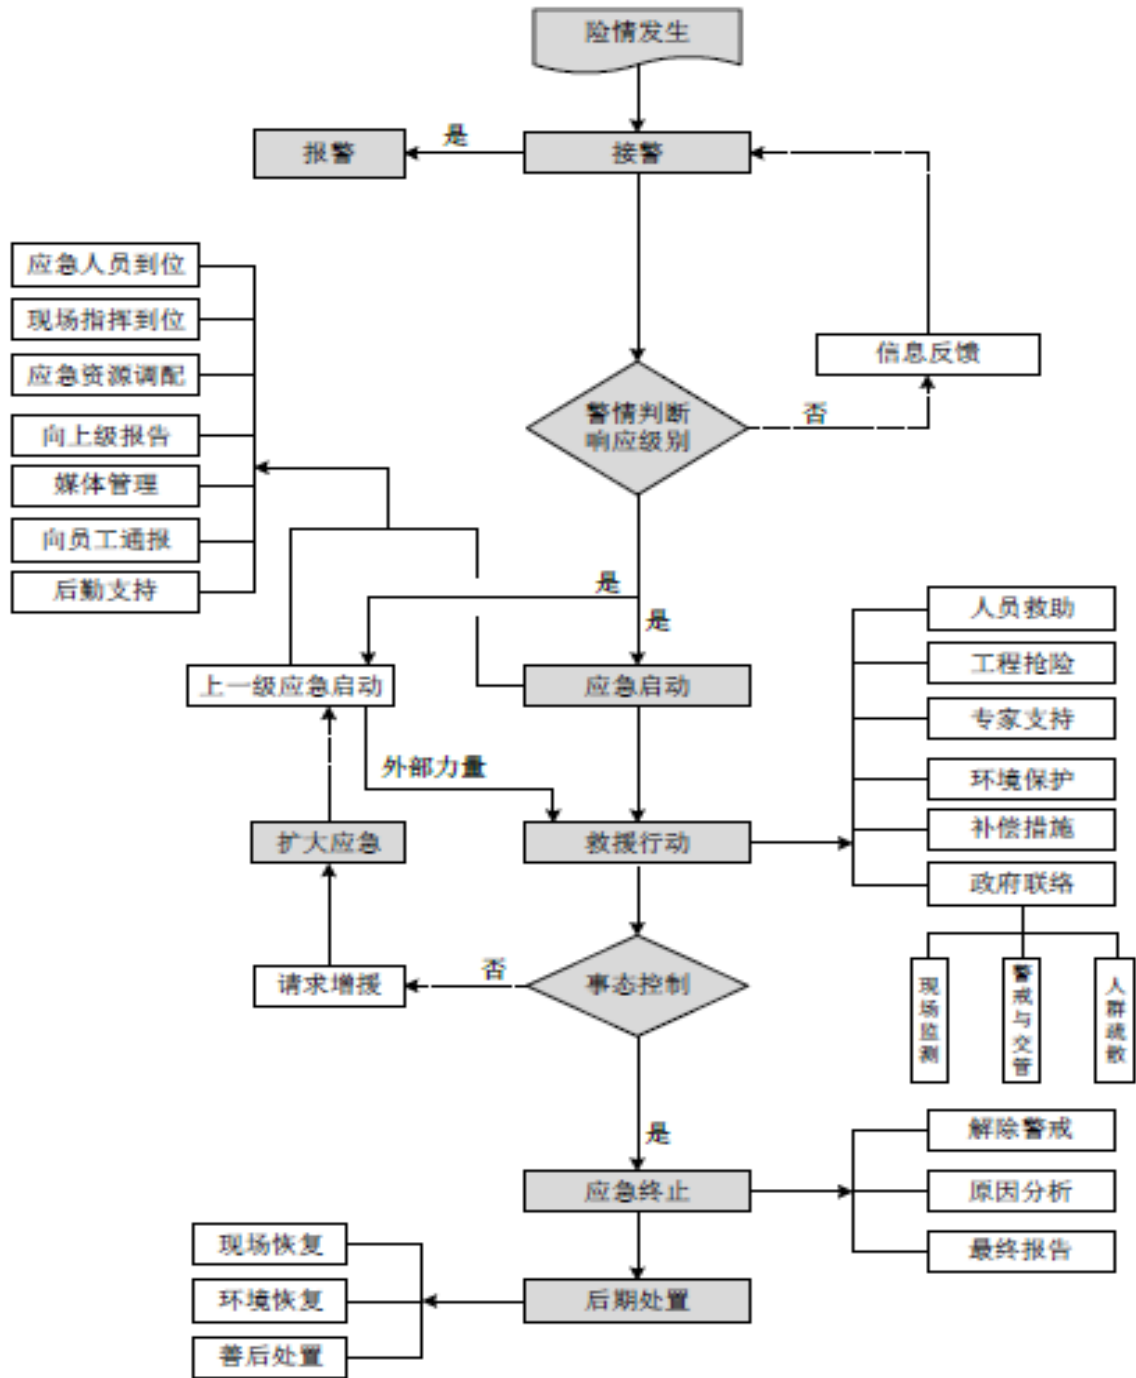 险情发生
报警
是
接警
应急人员到位
现场指挥到位
应急资源调配
向上级报告
媒体管理
向员工通报
后勤支持
信息反馈
警情判断
响应级别
否
是
是
上一级应急启动
应急启动
人员救助
工程抢险
专家支持
环境保护
补偿措施
政府联络
外部力量
扩大应急
救援行动
请求增援
否
事态控制
现场监测
警戒与交管
人群疏散
是
应急终止
解除警戒
原因分析
最终报告
现场恢复
环境恢复
善后处置
后期处置